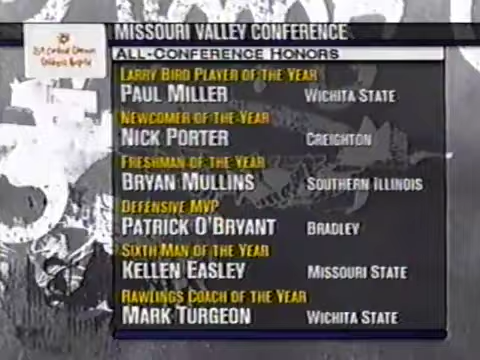 MISSOURI VALLEY CONFERENCE
ALL-CONFERENCE HONORS
LARRY BIRD PLAYER OF THE YEAR
PAUL MILLER WICHITA STATE
NEWCOMER OF THE YEAR
NICK PORTER CREIGHTON
FRESHMAN OF THE YEAR
BRYAN MULLINS SOUTHERN ILLINOIS
DEFENSIVE MVP
PATRICK O'BRYANT BRADLEY
SIXTH MAN OF THE YEAR
KELLEN EASLEY MISSOURI STATE
RAWLINGS COACH OF THE YEAR
MARK TURGEON WICHITA STATE